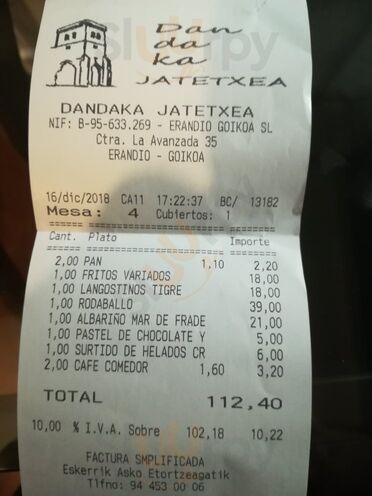 Dan
da
ka
JATETXEA
DANDAKA JATETXEA
NIF: B-95-633.269 - ERANDIO GOIKOA SL
Ctra. La Avanzada 35
ERANDIO - GOIKOA
16/dic/2018 CA11 17:22:37 BC/ 13182
Mesa: 4 Cubiertos: 1
Cant. Plato Importe
2,00 PAN 1,10 2,20
1,00 FRITOS VARIADOS 18,00
1,00 LANGOSTINOS TIGRE 18,00
1,00 RODABALLO 39,00
1,00 ALBARIÑO MAR DE FRADE 21,00
1,00 PASTEL DE CHOCOLATE Y 5,00
1,00 SURTIDO DE HELADOS CR 6,00
2,00 CAFE COMEDOR 1,60 3,20
TOTAL 112,40
10,00 % I.V.A. Sobre 102,18 10,22
FACTURA SMPLIFICADA
Eskerrik Asko Etortzeagatik
Tlfno: 94 453 00 06